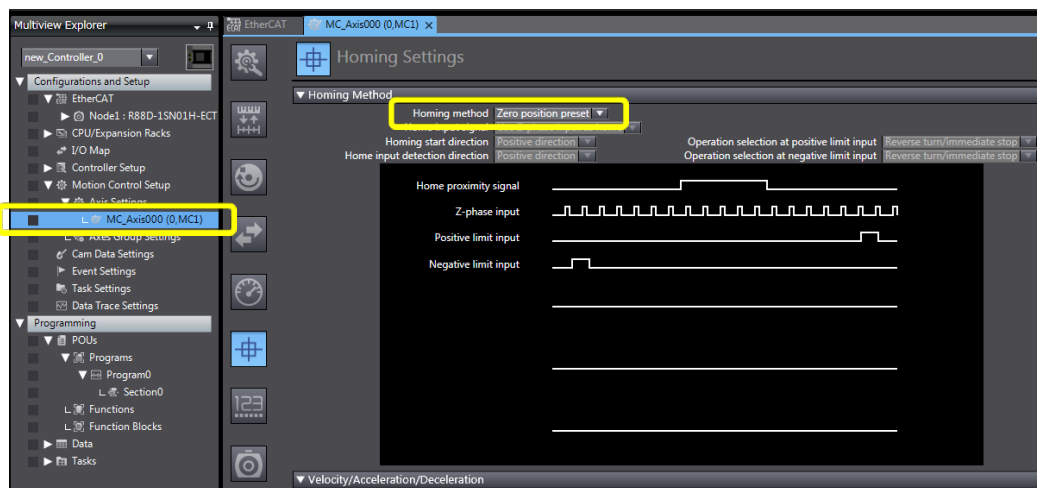 Multiview Explorer
new_Controller_0
Configurations and Setup
EtherCAT
Node1 : R88D-1SN01H-ECT
CPU/Expansion Racks
I/O Map
Controller Setup
Motion Control Setup
Axis Settings
MC_Axis000 (0,MC1)
Axes Group Settings
Cam Data Settings
Event Settings
Task Settings
Data Trace Settings
Programming
POUs
Programs
Program0
Section0
Functions
Function Blocks
Data
Tasks
EtherCAT
MC_Axis000 (0,MC1)
123
Homing Settings
Homing Method
Homing method Zero position preset
Homing start direction Positive direction Operation selection at positive limit input Reverse turn/immediate stop
Home input detection direction Positive direction Operation selection at negative limit input Reverse turn/immediate stop
Home proximity signal
Z-phase input
Positive limit input
Negative limit input
Velocity/Acceleration/Deceleration